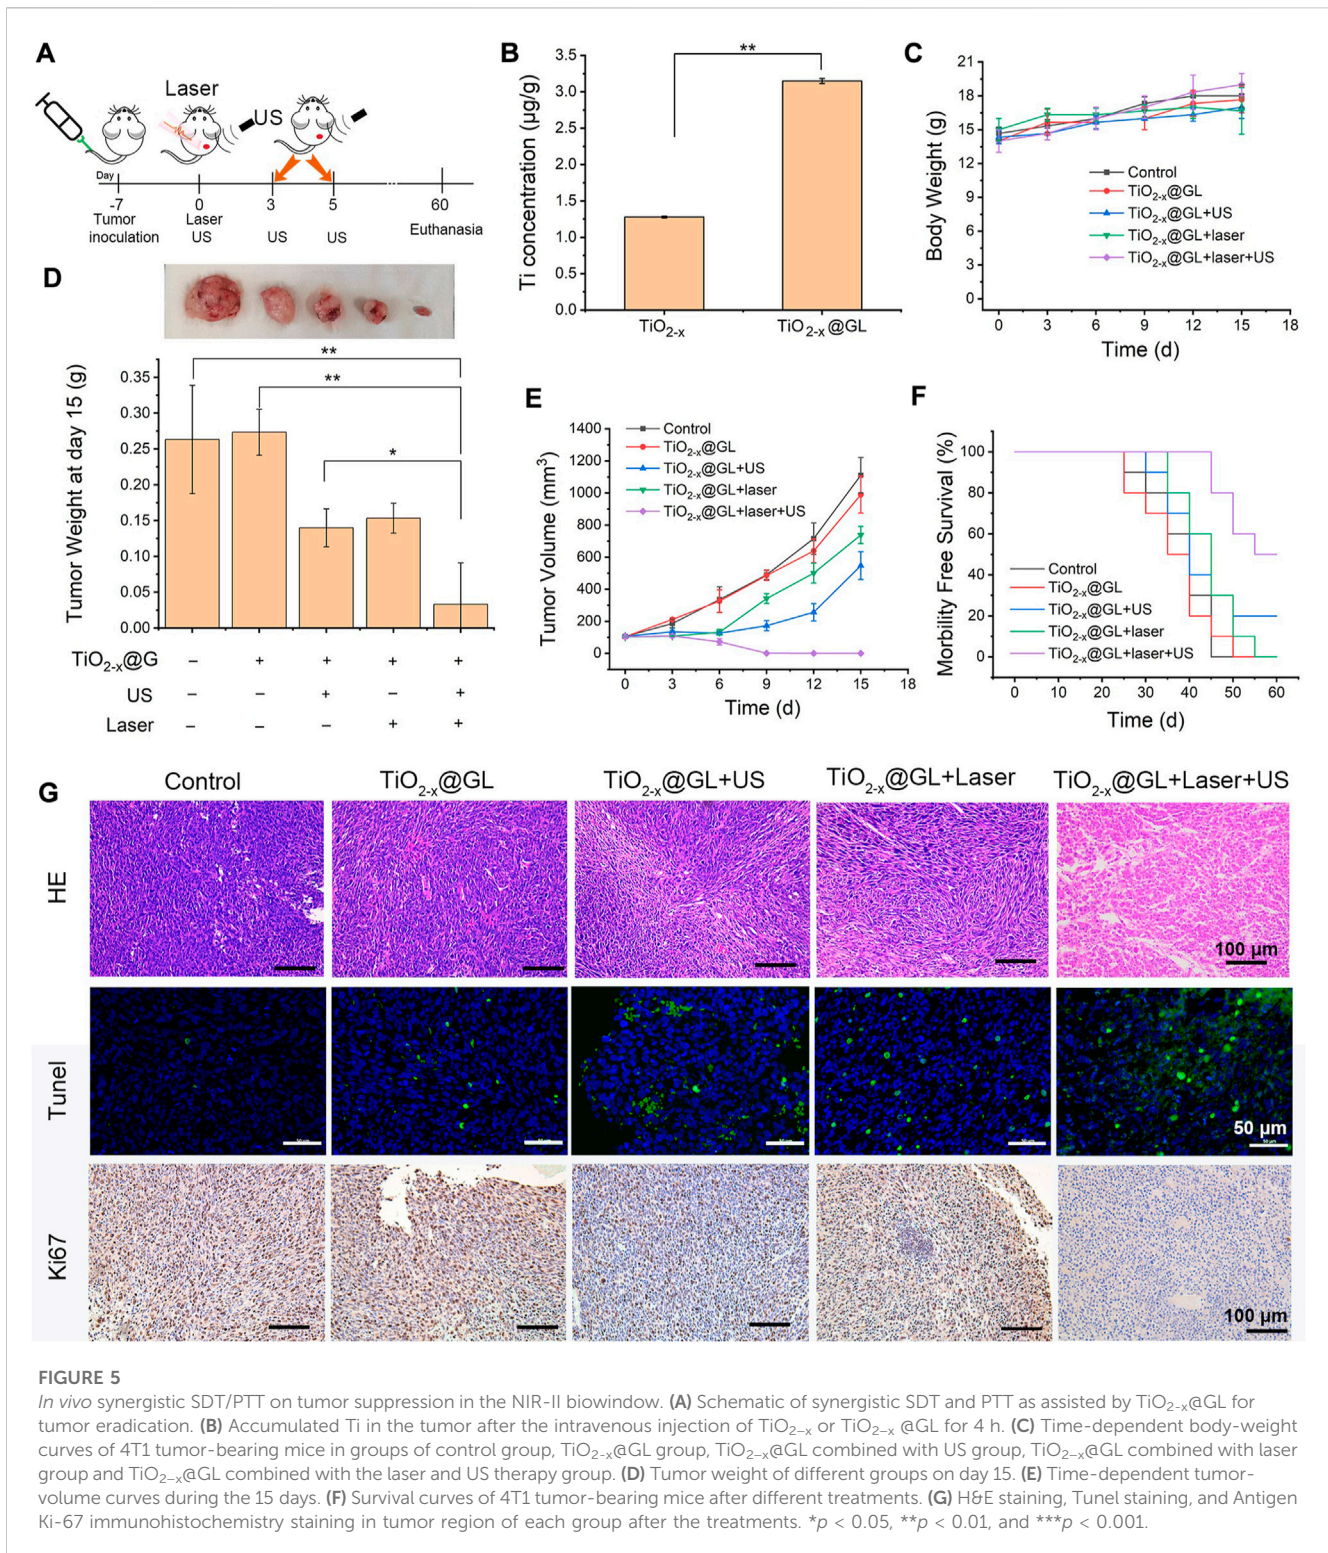 A
Laser
US
Day
-7
0
3
5
60
Tumor
inoculation
Laser
US
US
US
Euthanasia
B
**
Ti concentration (µg/g)
3.5
3.0
2.5
2.0
1.5
1.0
0.5
0.0
TiO2-x
TiO2-x@GL
C
Body Weight (g)
21
18
15
12
9
6
3
0
Control
TiO2-x@GL
TiO2-x@GL+US
TiO2-x@GL+laser
TiO2-x@GL+laser+US
0 3 6 9 12 15 18
Time (d)
D
**
**
*
Tumor Weight at day 15 (g)
0.35
0.30
0.25
0.20
0.15
0.10
0.05
0.00
TiO2-x@G – + + + +
US – – + – +
Laser – – – + +
E
Tumor Volume (mm3)
1400
1200
1000
800
600
400
200
0
Control
TiO2-x@GL
TiO2-x@GL+US
TiO2-x@GL+laser
TiO2-x@GL+laser+US
0 3 6 9 12 15 18
Time (d)
F
Morbility Free Survival (%)
100
80
60
40
20
0
Control
TiO2-x@GL
TiO2-x@GL+US
TiO2-x@GL+laser
TiO2-x@GL+laser+US
0 10 20 30 40 50 60
Time (d)
G
Control TiO2-x@GL TiO2-x@GL+US TiO2-x@GL+Laser TiO2-x@GL+Laser+US
HE
100 µm
Tunel
50 µm
Ki67
100 µm
FIGURE 5
In vivo synergistic SDT/PTT on tumor suppression in the NIR-II biowindow. (A) Schematic of synergistic SDT and PTT as assisted by TiO2-x@GL for
tumor eradication. (B) Accumulated Ti in the tumor after the intravenous injection of TiO2−x or TiO2−x @GL for 4 h. (C) Time-dependent body-weight
curves of 4T1 tumor-bearing mice in groups of control group, TiO2-x@GL group, TiO2−x@GL combined with US group, TiO2−x@GL combined with laser
group and TiO2−x@GL combined with the laser and US therapy group. (D) Tumor weight of different groups on day 15. (E) Time-dependent tumor-
volume curves during the 15 days. (F) Survival curves of 4T1 tumor-bearing mice after different treatments. (G) H&E staining, Tunel staining, and Antigen
Ki-67 immunohistochemistry staining in tumor region of each group after the treatments. *p < 0.05, **p < 0.01, and ***p < 0.001.